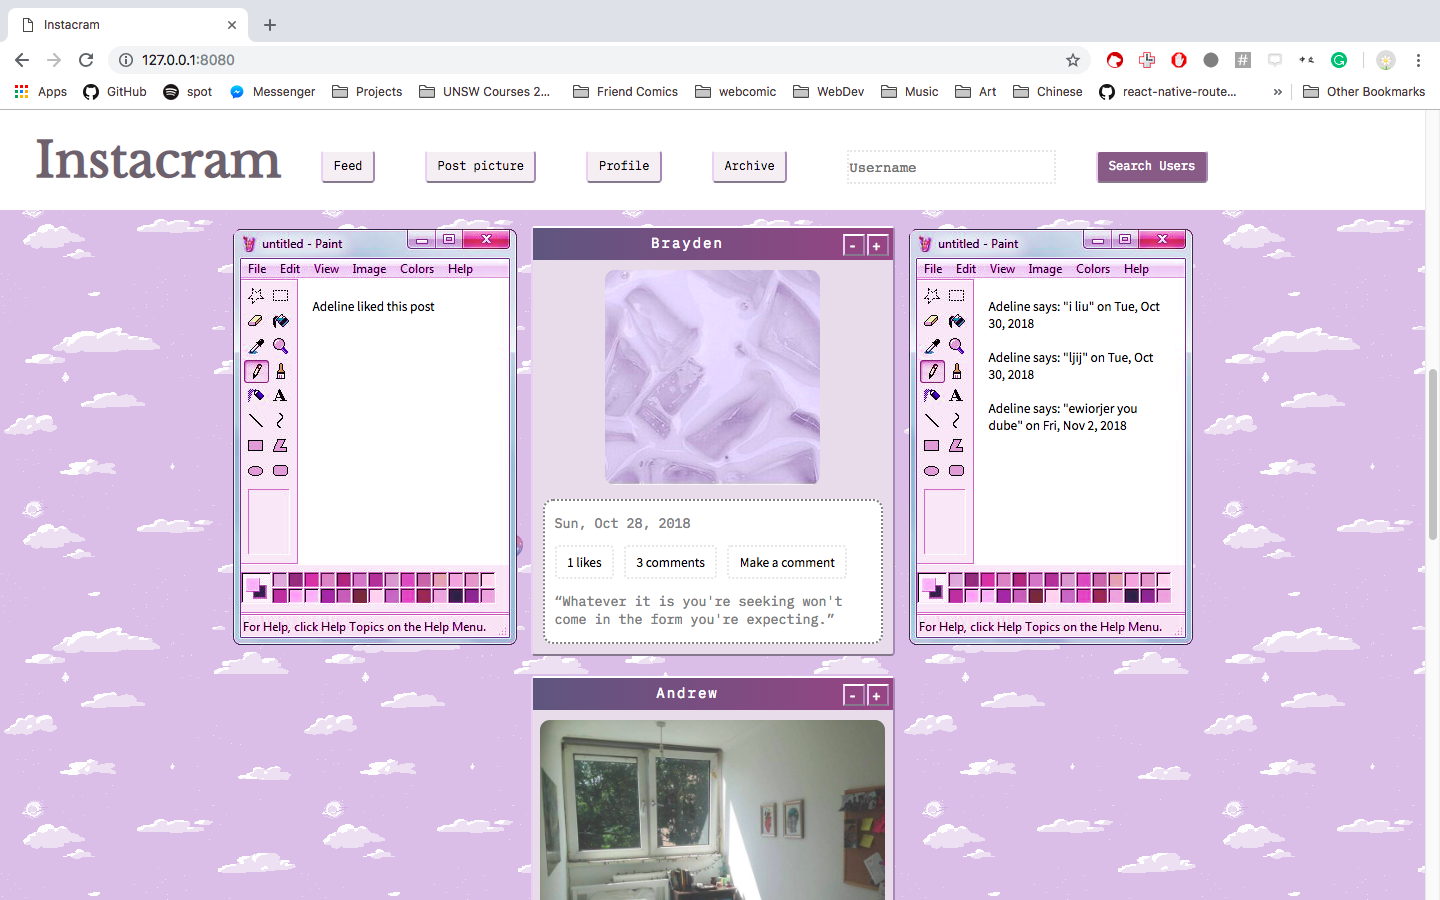 Instacram
127.0.0.1:8080
Apps
GitHub
spot
Messenger
Projects
UNSW Courses 2...
Friend Comics
webcomic
WebDev
Music
Art
Chinese
react-native-route...
»
Other Bookmarks
Instacram
Feed
Post picture
Profile
Archive
Username
Search Users
untitled - Paint
File Edit View Image Colors Help
Adeline liked this post
A
For Help, click Help Topics on the Help Menu.
Brayden
- +
Sun, Oct 28, 2018
1 likes
3 comments
Make a comment
“Whatever it is you're seeking won't
come in the form you're expecting.”
untitled - Paint
File Edit View Image Colors Help
Adeline says: "i liu" on Tue, Oct
30, 2018
Adeline says: "ljij" on Tue, Oct
30, 2018
Adeline says: "ewiorjer you
dube" on Fri, Nov 2, 2018
A
For Help, click Help Topics on the Help Menu.
Andrew
- +